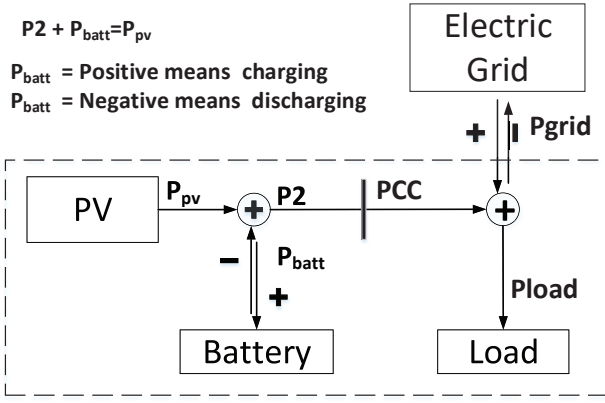 P2 + Pbatt=Ppv
Pbatt = Positive means charging
Pbatt = Negative means discharging
Electric
Grid
+ − Pgrid
PV
Ppv
+
P2
PCC
+
−
Pbatt
+
Pload
Battery
Load